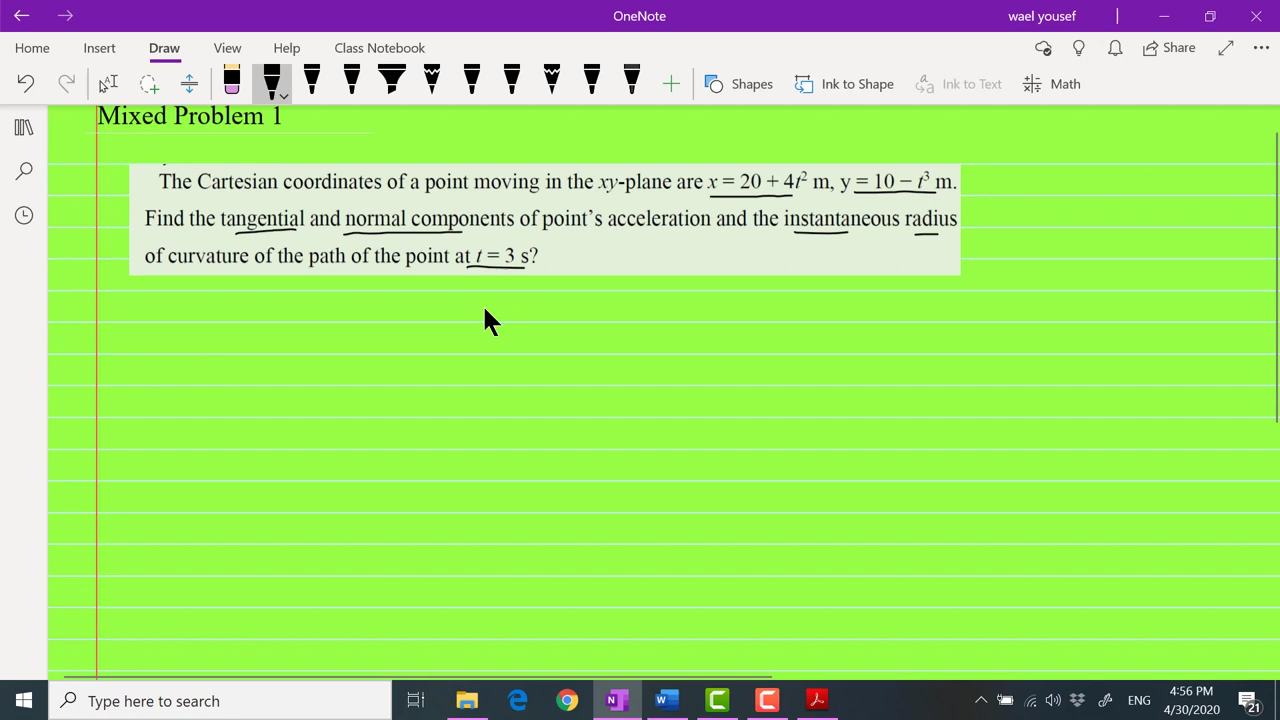 OneNote
wael yousef
Home Insert Draw View Help Class Notebook
Share
Shapes
Ink to Shape
Ink to Text
Math
Mixed Problem 1
The Cartesian coordinates of a point moving in the xy-plane are x = 20 + 4t² m, y = 10 − t³ m.
Find the tangential and normal components of point’s acceleration and the instantaneous radius
of curvature of the path of the point at t = 3 s?
Type here to search
ENG
4:56 PM
4/30/2020
21